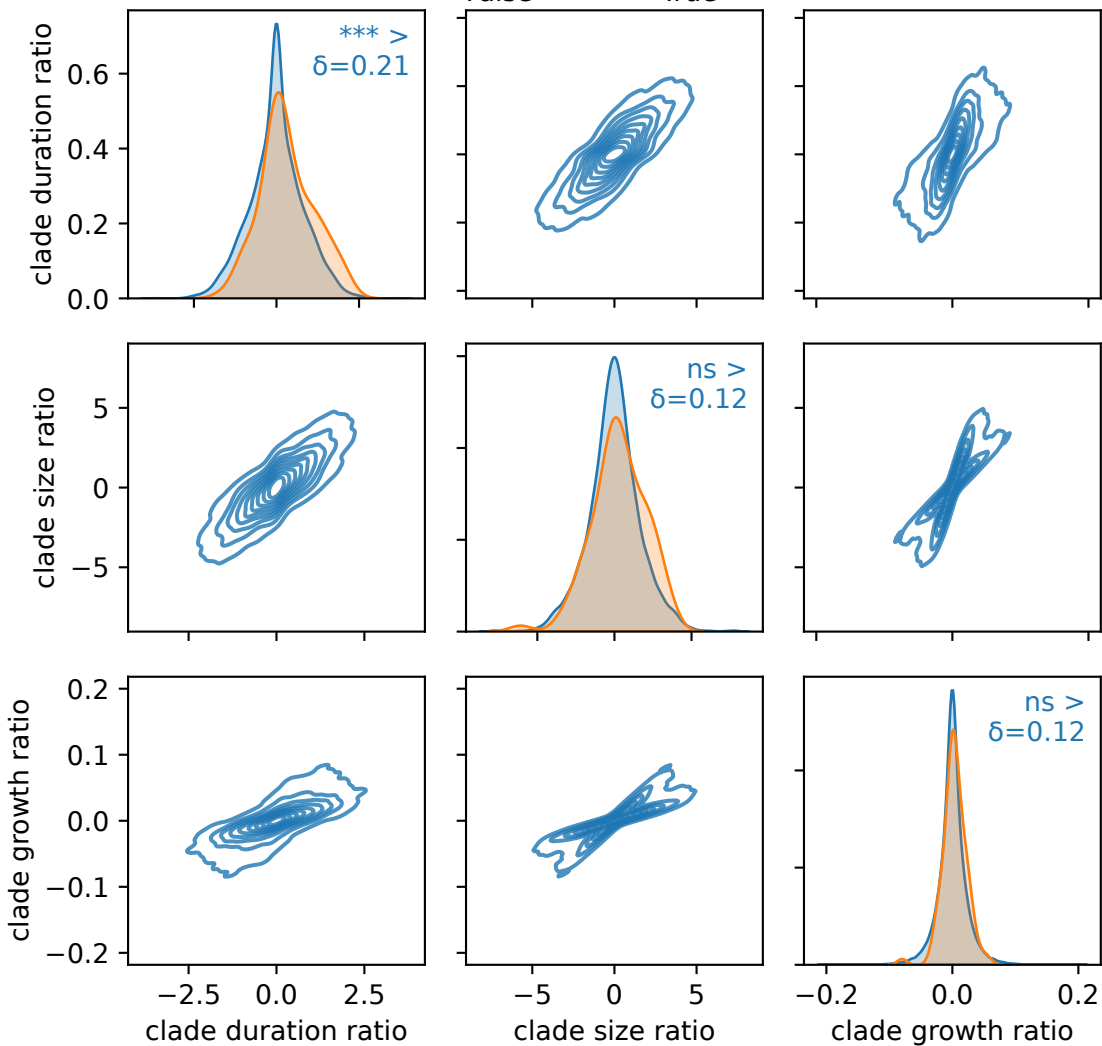 clade duration ratio
0.6
0.4
0.2
0.0
*** >
δ=0.21
clade size ratio
5
0
−5
ns >
δ=0.12
clade growth ratio
0.2
0.1
0.0
−0.1
−0.2
ns >
δ=0.12
−2.5 0.0 2.5
−5 0 5
−0.2 0.0 0.2
clade duration ratio
clade size ratio
clade growth ratio